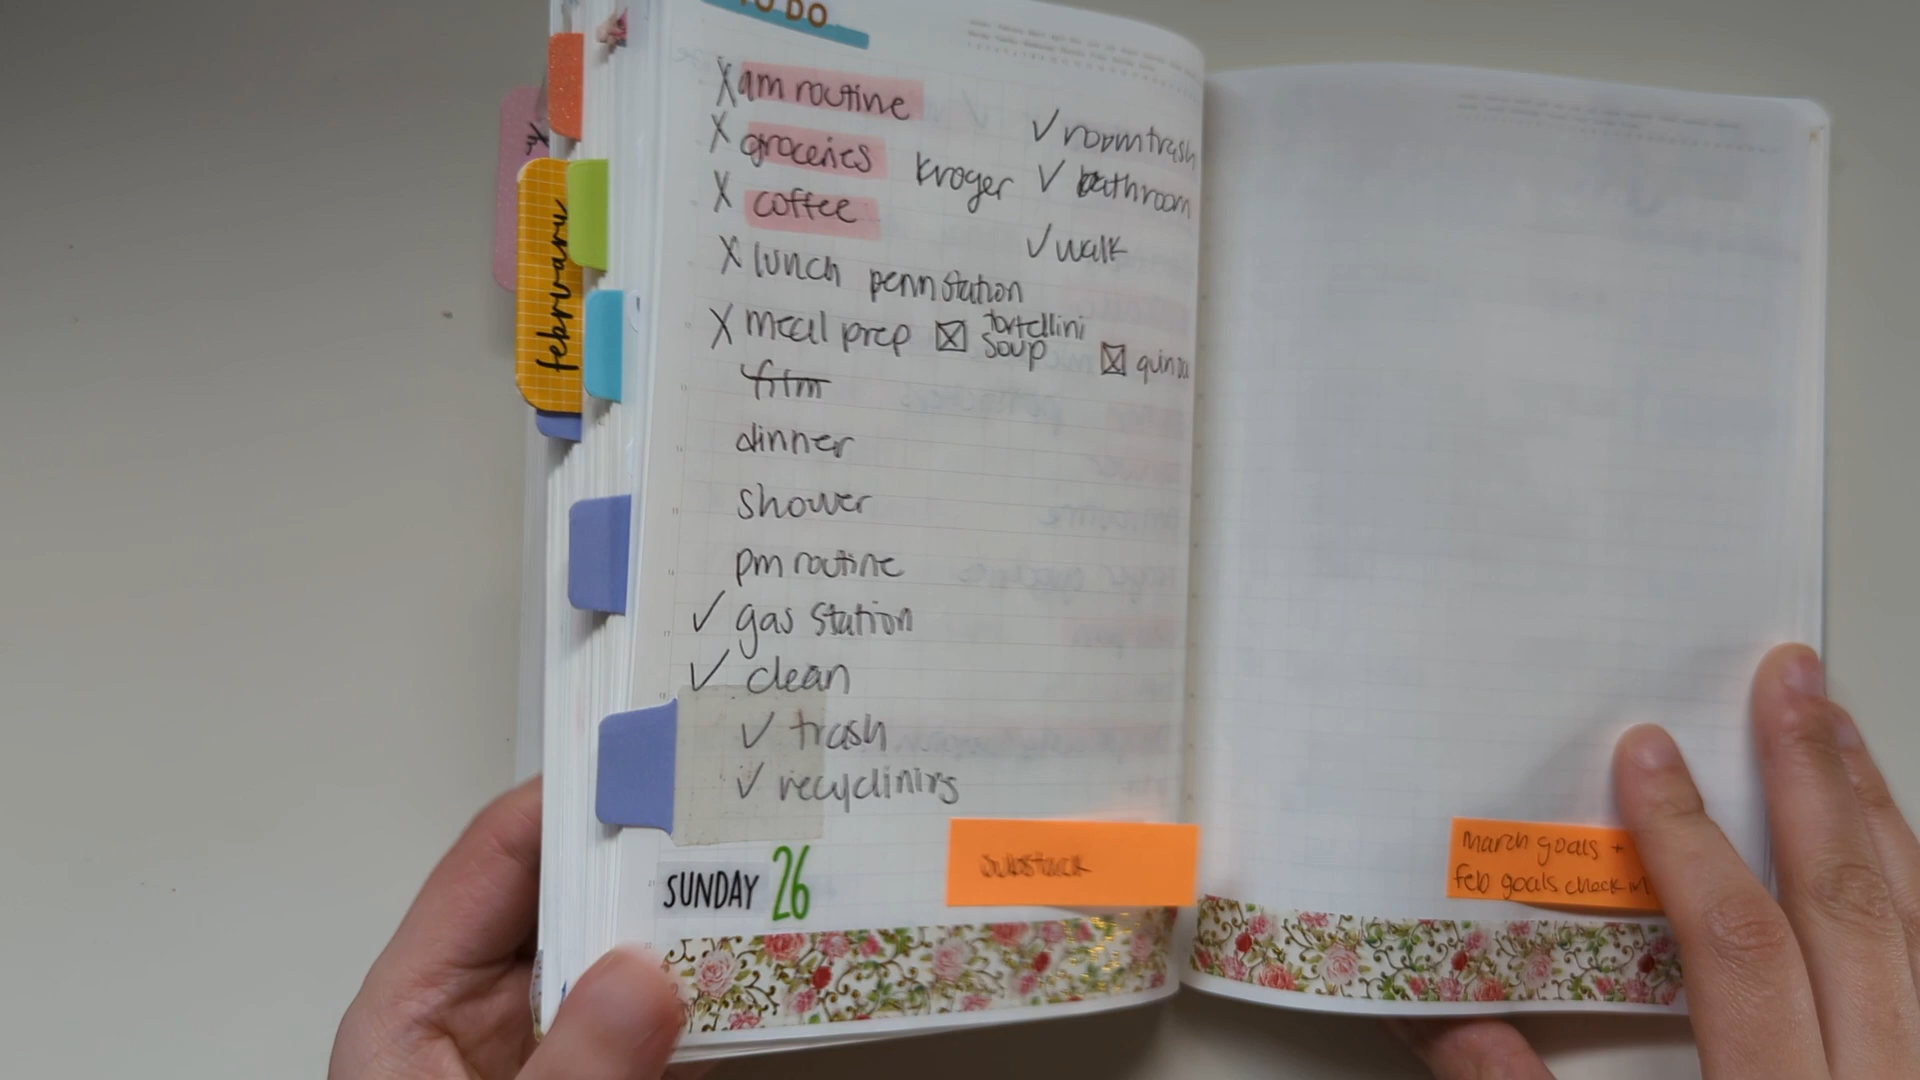 TO DO
X am routine
X groceries kroger
X coffee
X lunch penn station
X meal prep ☒ tortellini soup ☒ quinoa
film
dinner
shower
pm routine
✓ gas station
✓ clean
✓ trash
✓ recyclining
✓ room trash
✓ bathroom
✓ walk
SUNDAY 26
substack
march goals +
feb goals check in
february